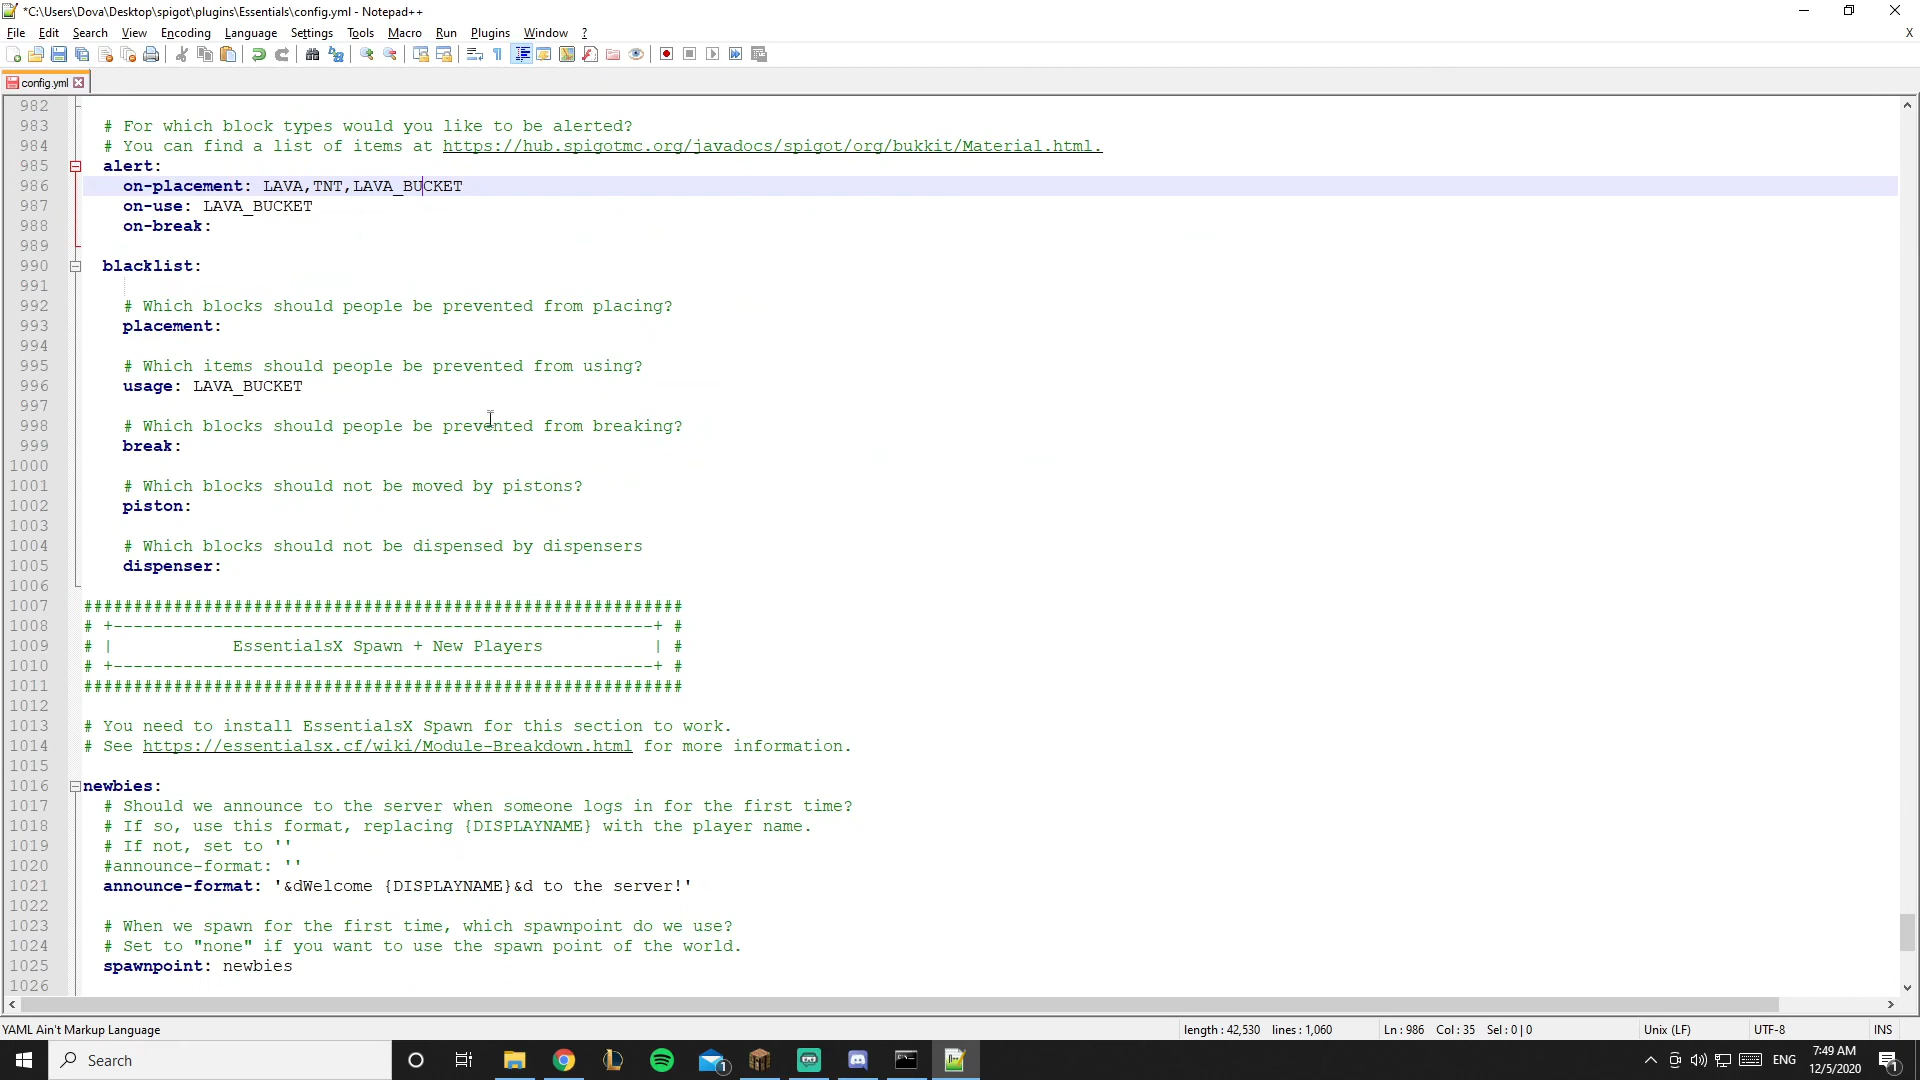 *C:\Users\Dova\Desktop\spigot\plugins\Essentials\config.yml - Notepad++
File Edit Search View Encoding Language Settings Tools Macro Run Plugins Window ? X
config.yml
982
983 # For which block types would you like to be alerted?
984 # You can find a list of items at https://hub.spigotmc.org/javadocs/spigot/org/bukkit/Material.html.
985 alert:
986 on-placement: LAVA,TNT,LAVA_BUCKET
987 on-use: LAVA_BUCKET
988 on-break:
989
990 blacklist:
991
992 # Which blocks should people be prevented from placing?
993 placement:
994
995 # Which items should people be prevented from using?
996 usage: LAVA_BUCKET
997
998 # Which blocks should people be prevented from breaking?
999 break:
1000
1001 # Which blocks should not be moved by pistons?
1002 piston:
1003
1004 # Which blocks should not be dispensed by dispensers
1005 dispenser:
1006
1007 ############################################################
1008 # +------------------------------------------------------+ #
1009 # | EssentialsX Spawn + New Players | #
1010 # +------------------------------------------------------+ #
1011 ############################################################
1012
1013 # You need to install EssentialsX Spawn for this section to work.
1014 # See https://essentialsx.cf/wiki/Module-Breakdown.html for more information.
1015
1016 newbies:
1017 # Should we announce to the server when someone logs in for the first time?
1018 # If so, use this format, replacing {DISPLAYNAME} with the player name.
1019 # If not, set to ''
1020 #announce-format: ''
1021 announce-format: '&dWelcome {DISPLAYNAME}&d to the server!'
1022
1023 # When we spawn for the first time, which spawnpoint do we use?
1024 # Set to "none" if you want to use the spawn point of the world.
1025 spawnpoint: newbies
1026
YAML Ain't Markup Language length : 42,530 lines : 1,060 Ln : 986 Col : 35 Sel : 0 | 0 Unix (LF) UTF-8 INS
Search 1 ENG 7:49 AM 1
12/5/2020